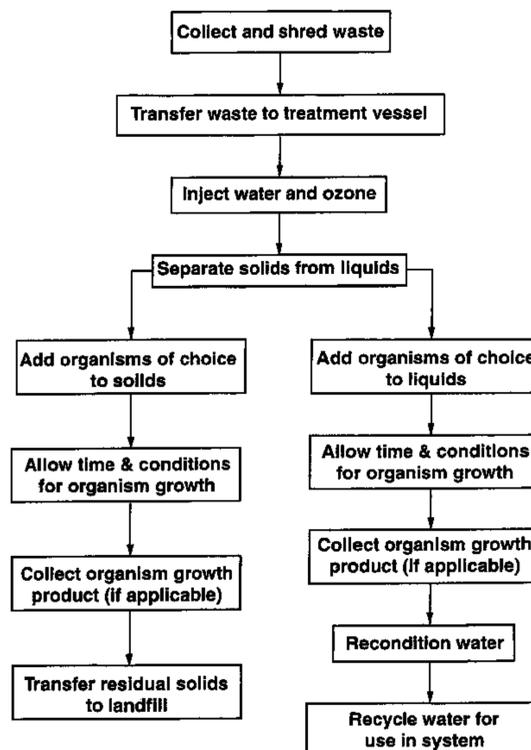 Collect and shred waste
Transfer waste to treatment vessel
Inject water and ozone
Separate solids from liquids
Add organisms of choice
to solids
Allow time & conditions
for organism growth
Collect organism growth
product (if applicable)
Transfer residual solids
to landfill
Add organisms of choice
to liquids
Allow time & conditions
for organism growth
Collect organism growth
product (if applicable)
Recondition water
Recycle water for
use in system